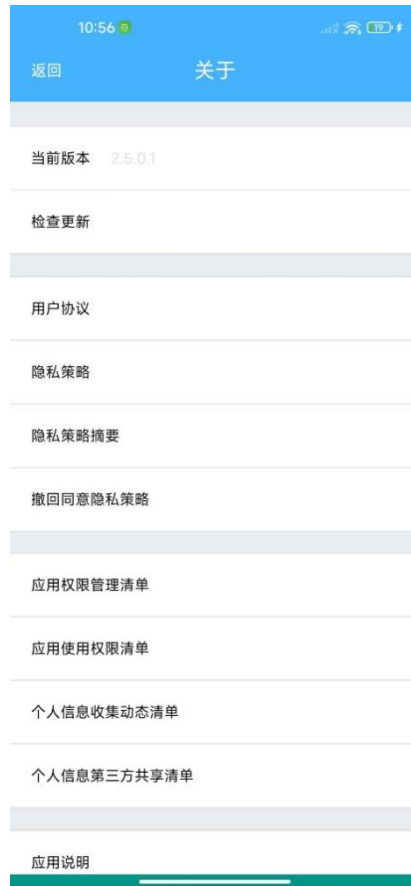 10:56
19
返回
关于
当前版本 2.5.0.1
检查更新
用户协议
隐私策略
隐私策略摘要
撤回同意隐私策略
应用权限管理清单
应用使用权限清单
个人信息收集动态清单
个人信息第三方共享清单
应用说明